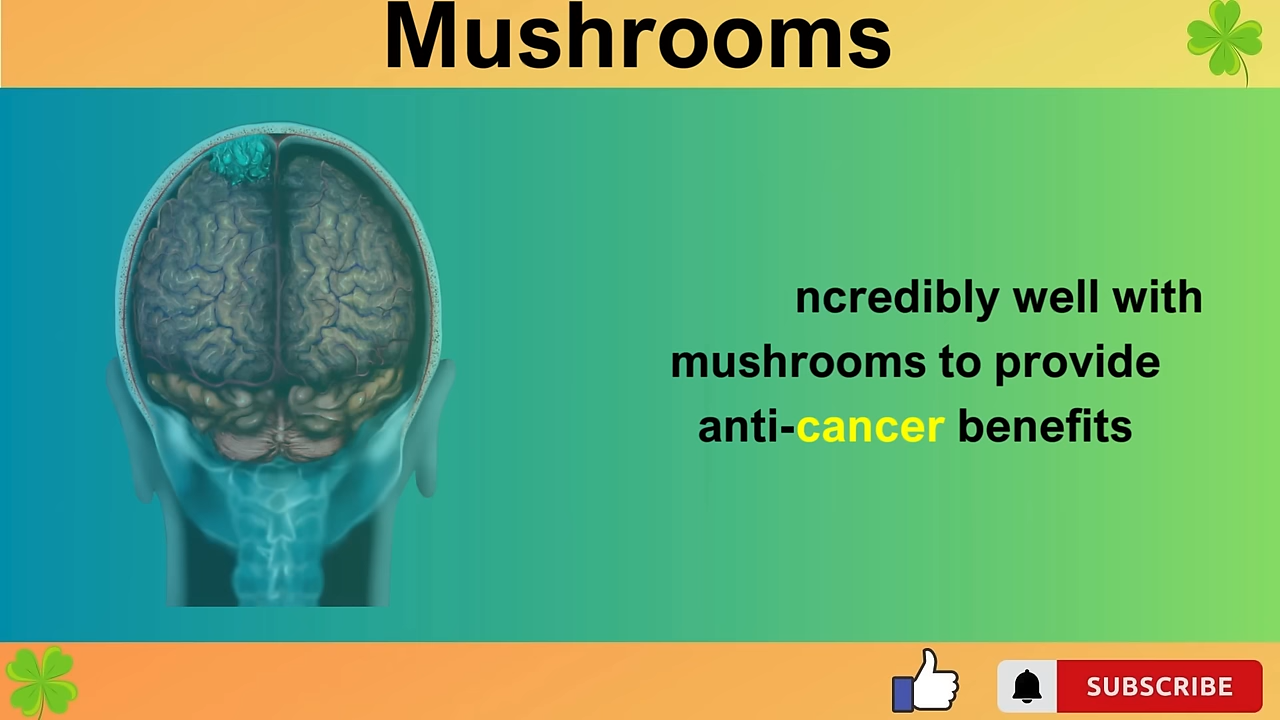 Mushrooms
ncredibly well with
mushrooms to provide
anti-cancer benefits
SUBSCRIBE